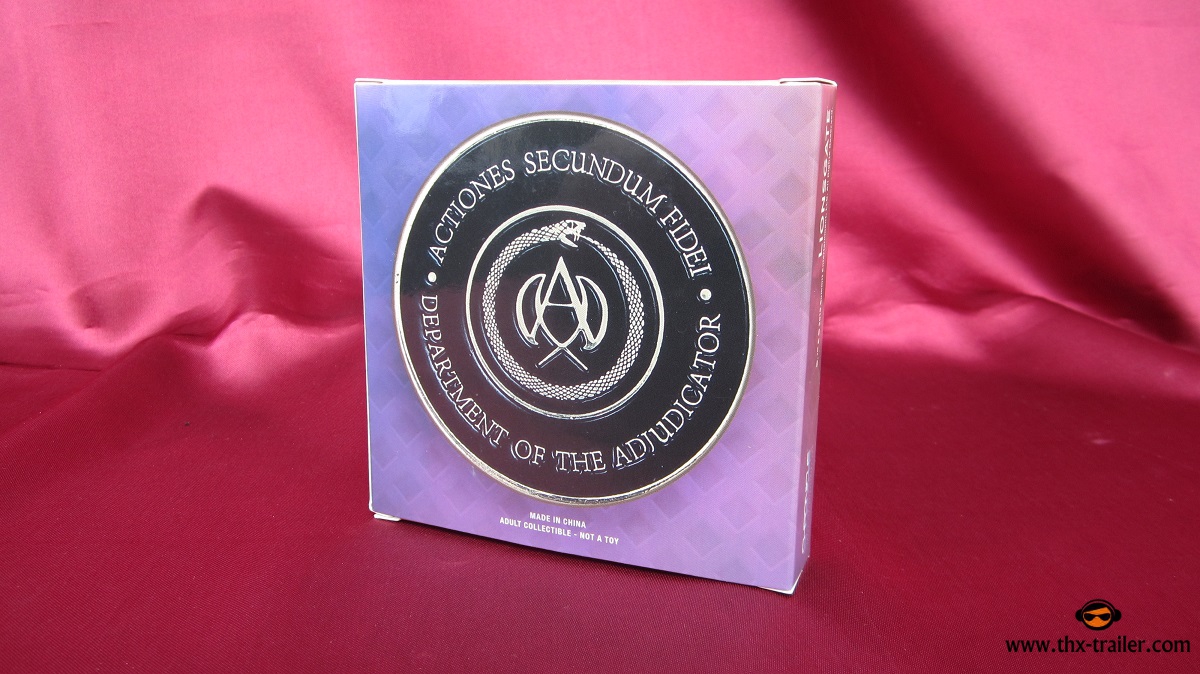 ACTIONES SECUNDUM FIDEI
DEPARTMENT OF THE ADJUDICATOR
MADE IN CHINA
ADULT COLLECTIBLE - NOT A TOY
LIONSGATE
www.thx-trailer.com